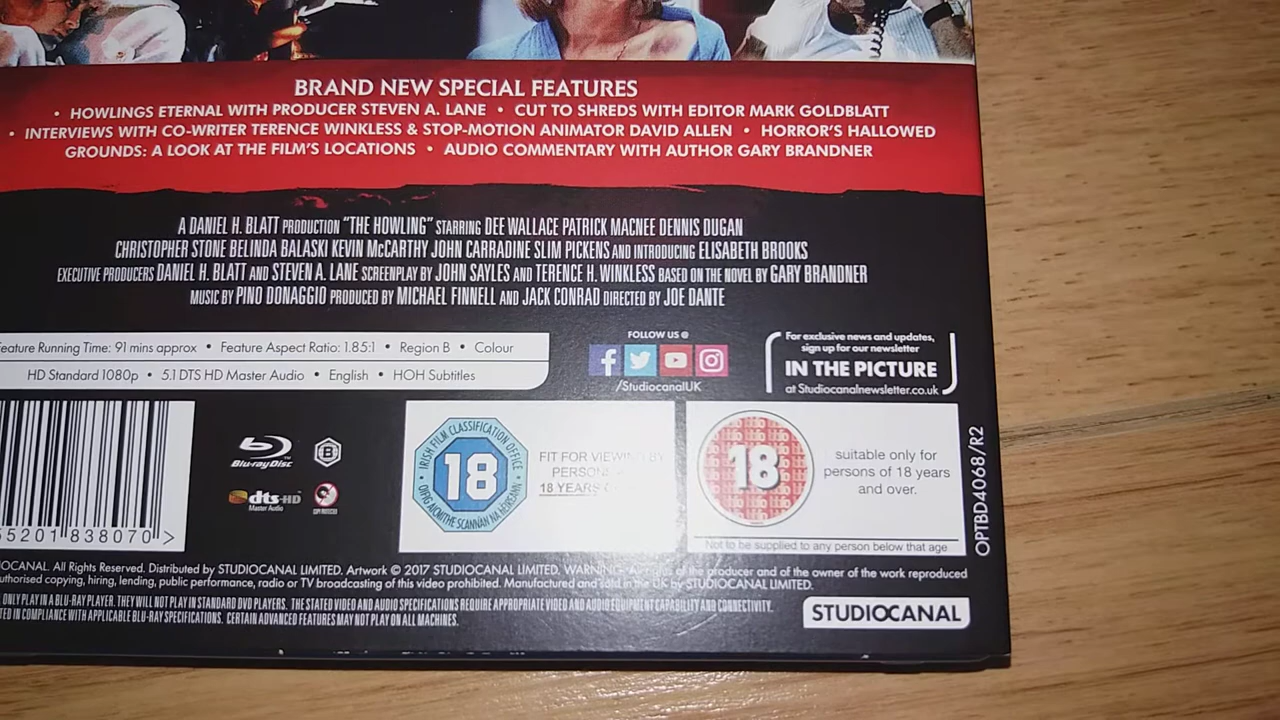 BRAND NEW SPECIAL FEATURES
• HOWLINGS ETERNAL WITH PRODUCER STEVEN A. LANE • CUT TO SHREDS WITH EDITOR MARK GOLDBLATT
• INTERVIEWS WITH CO-WRITER TERENCE WINKLESS & STOP-MOTION ANIMATOR DAVID ALLEN • HORROR'S HALLOWED
GROUNDS: A LOOK AT THE FILM'S LOCATIONS • AUDIO COMMENTARY WITH AUTHOR GARY BRANDNER
A DANIEL H. BLATT PRODUCTION "THE HOWLING" STARRING DEE WALLACE PATRICK MACNEE DENNIS DUGAN
CHRISTOPHER STONE BELINDA BALASKI KEVIN McCARTHY JOHN CARRADINE SLIM PICKENS AND INTRODUCING ELISABETH BROOKS
EXECUTIVE PRODUCERS DANIEL H. BLATT AND STEVEN A. LANE SCREENPLAY BY JOHN SAYLES AND TERENCE H. WINKLESS BASED ON THE NOVEL BY GARY BRANDNER
MUSIC BY PINO DONAGGIO PRODUCED BY MICHAEL FINNELL AND JACK CONRAD DIRECTED BY JOE DANTE
Feature Running Time: 91 mins approx • Feature Aspect Ratio: 1.85:1 • Region B • Colour
HD Standard 1080p • 5.1 DTS HD Master Audio • English • HOH Subtitles
FOLLOW US @
/StudiocanalUK
For exclusive news and updates,
sign up for our newsletter
IN THE PICTURE
at Studiocanalnewsletter.co.uk
55201 838070 >
Blu-ray Disc
B
dts-HD
Master Audio
IRISH FILM CLASSIFICATION OFFICE
18
OIFIG AICMITHE SCANNÁN NA hÉIREANN
FIT FOR VIEWING BY
PERSONS
18 YEARS
18
suitable only for
persons of 18 years
and over.
Not to be supplied to any person below that age
OPTBD4068/R2
OCANAL. All Rights Reserved. Distributed by STUDIOCANAL LIMITED. Artwork © 2017 STUDIOCANAL LIMITED. WARNING: All rights of the producer and of the owner of the work reproduced
uthorised copying, hiring, lending, public performance, radio or TV broadcasting of this video prohibited. Manufactured and sold in the UK by STUDIOCANAL LIMITED.
ONLY PLAY IN A BLU-RAY PLAYER. THEY WILL NOT PLAY IN STANDARD DVD PLAYERS. THE STATED VIDEO AND AUDIO SPECIFICATIONS REQUIRE APPROPRIATE VIDEO AND AUDIO EQUIPMENT CAPABILITY AND CONNECTIVITY.
TED IN COMPLIANCE WITH APPLICABLE BLU-RAY SPECIFICATIONS. CERTAIN ADVANCED FEATURES MAY NOT PLAY ON ALL MACHINES.
STUDIOCANAL